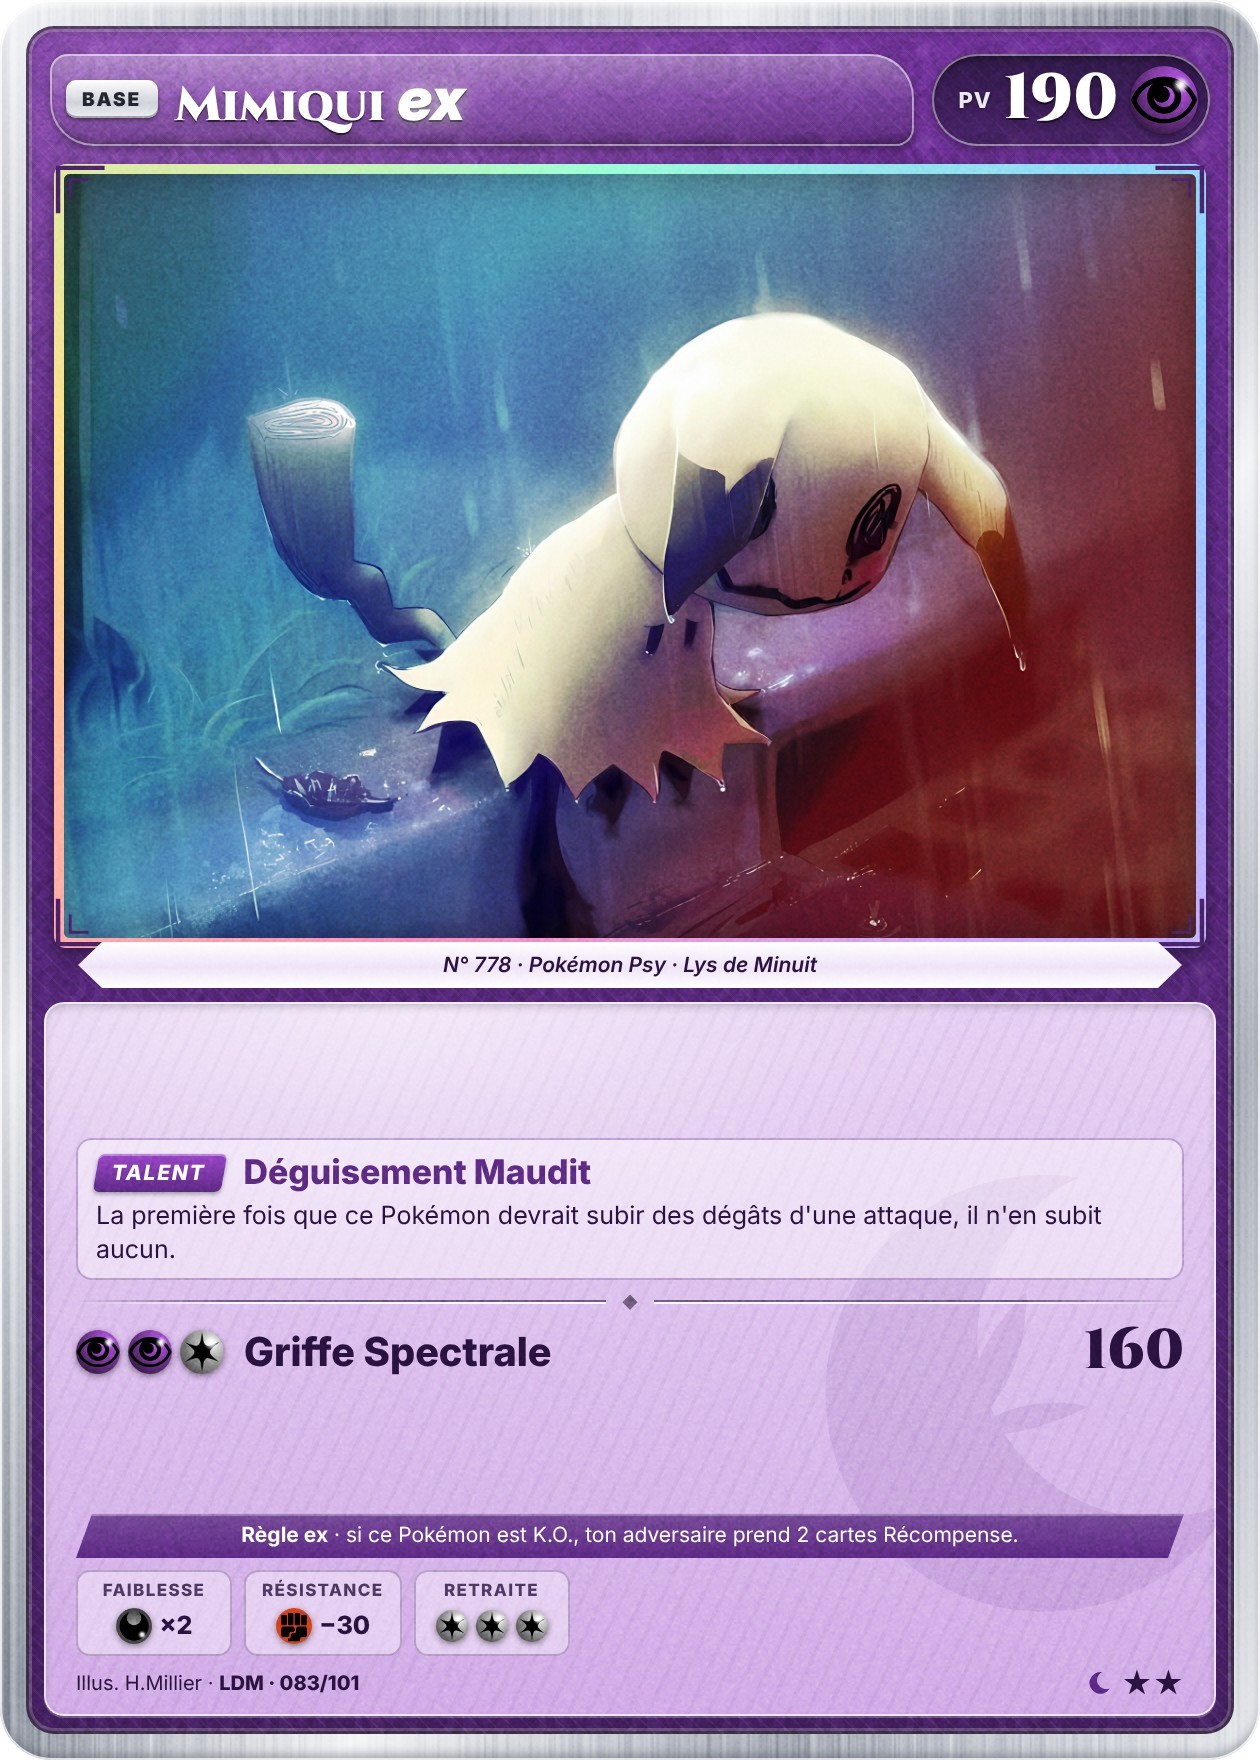 BASE Mimiqui ex PV 190
N° 778 · Pokémon Psy · Lys de Minuit
TALENT Déguisement Maudit
La première fois que ce Pokémon devrait subir des dégâts d'une attaque, il n'en subit
aucun.
Griffe Spectrale 160
Règle ex · si ce Pokémon est K.O., ton adversaire prend 2 cartes Récompense.
FAIBLESSE RÉSISTANCE RETRAITE
×2 −30
Illus. H.Millier · LDM · 083/101